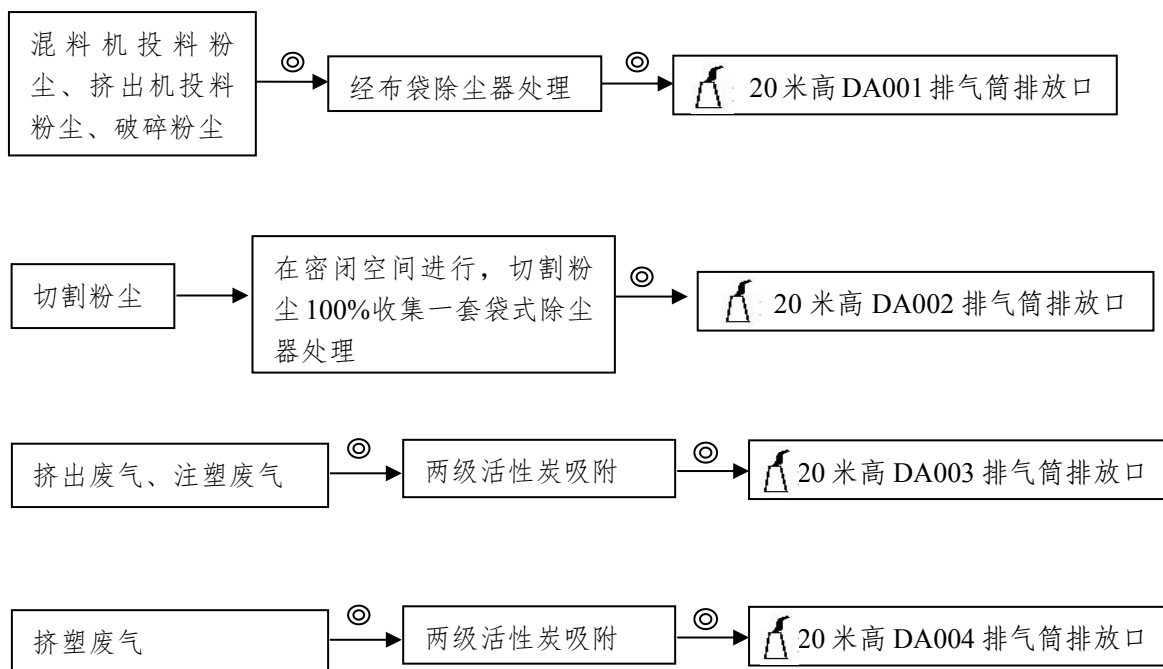 混料机投料粉
尘、挤出机投料
粉尘、破碎粉尘
◎
经布袋除尘器处理
◎
20米高DA001排气筒排放口
切割粉尘
在密闭空间进行，切割粉
尘100%收集一套袋式除尘
器处理
◎
20米高DA002排气筒排放口
挤出废气、注塑废气
◎
两级活性炭吸附
◎
20米高DA003排气筒排放口
挤塑废气
◎
两级活性炭吸附
◎
20米高DA004排气筒排放口